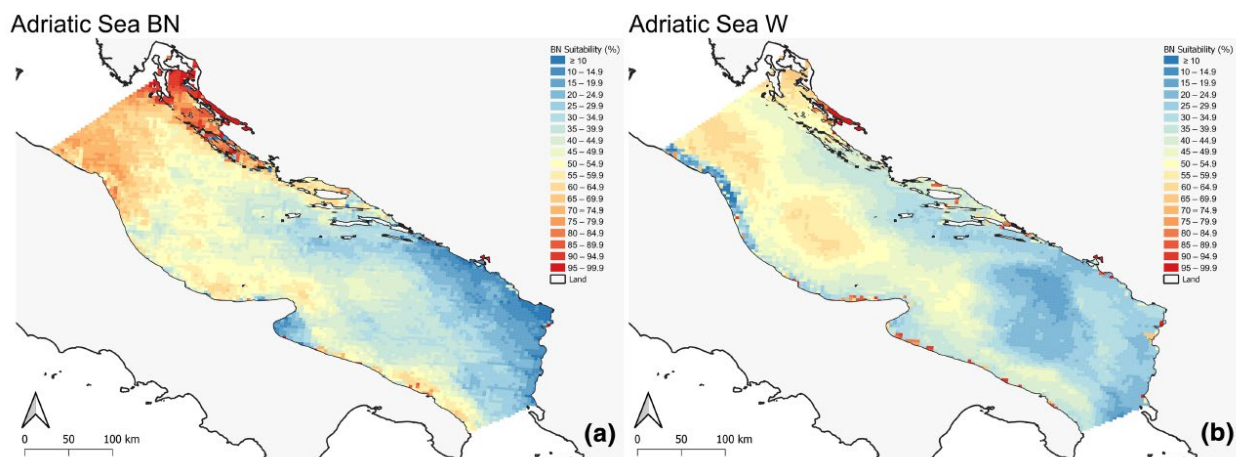 Adriatic Sea BN
BN Suitability (%)
≥ 10
10 – 14.9
15 – 19.9
20 – 24.9
25 – 29.9
30 – 34.9
35 – 39.9
40 – 44.9
45 – 49.9
50 – 54.9
55 – 59.9
60 – 64.9
65 – 69.9
70 – 74.9
75 – 79.9
80 – 84.9
85 – 89.9
90 – 94.9
95 – 99.9
Land
0 50 100 km
(a)
Adriatic Sea W
BN Suitability (%)
≥ 10
10 – 14.9
15 – 19.9
20 – 24.9
25 – 29.9
30 – 34.9
35 – 39.9
40 – 44.9
45 – 49.9
50 – 54.9
55 – 59.9
60 – 64.9
65 – 69.9
70 – 74.9
75 – 79.9
80 – 84.9
85 – 89.9
90 – 94.9
95 – 99.9
Land
0 50 100 km
(b)